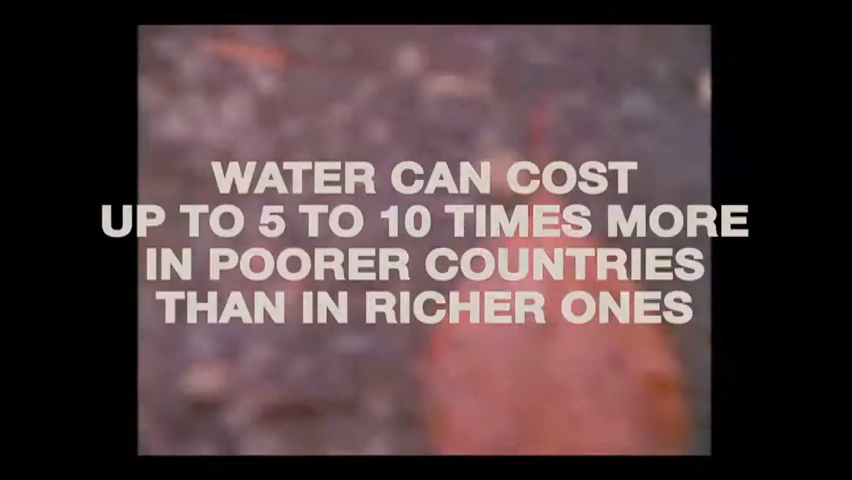 WATER CAN COST
UP TO 5 TO 10 TIMES MORE
IN POORER COUNTRIES
THAN IN RICHER ONES